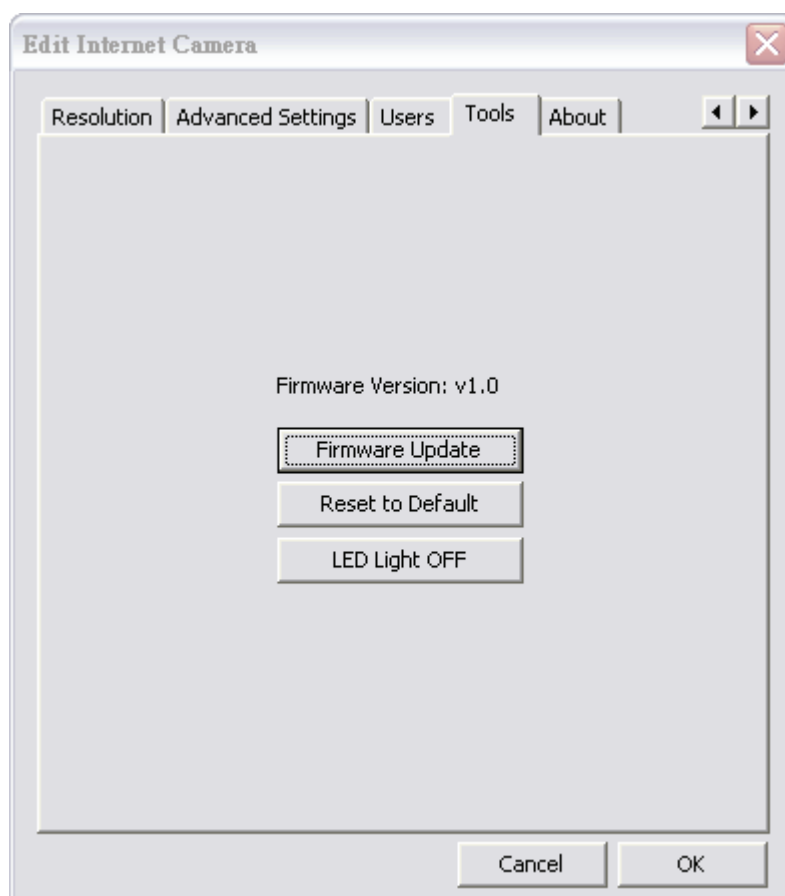 Edit Internet Camera
Resolution Advanced Settings Users Tools About
Firmware Version: v1.0
Firmware Update
Reset to Default
LED Light OFF
Cancel OK